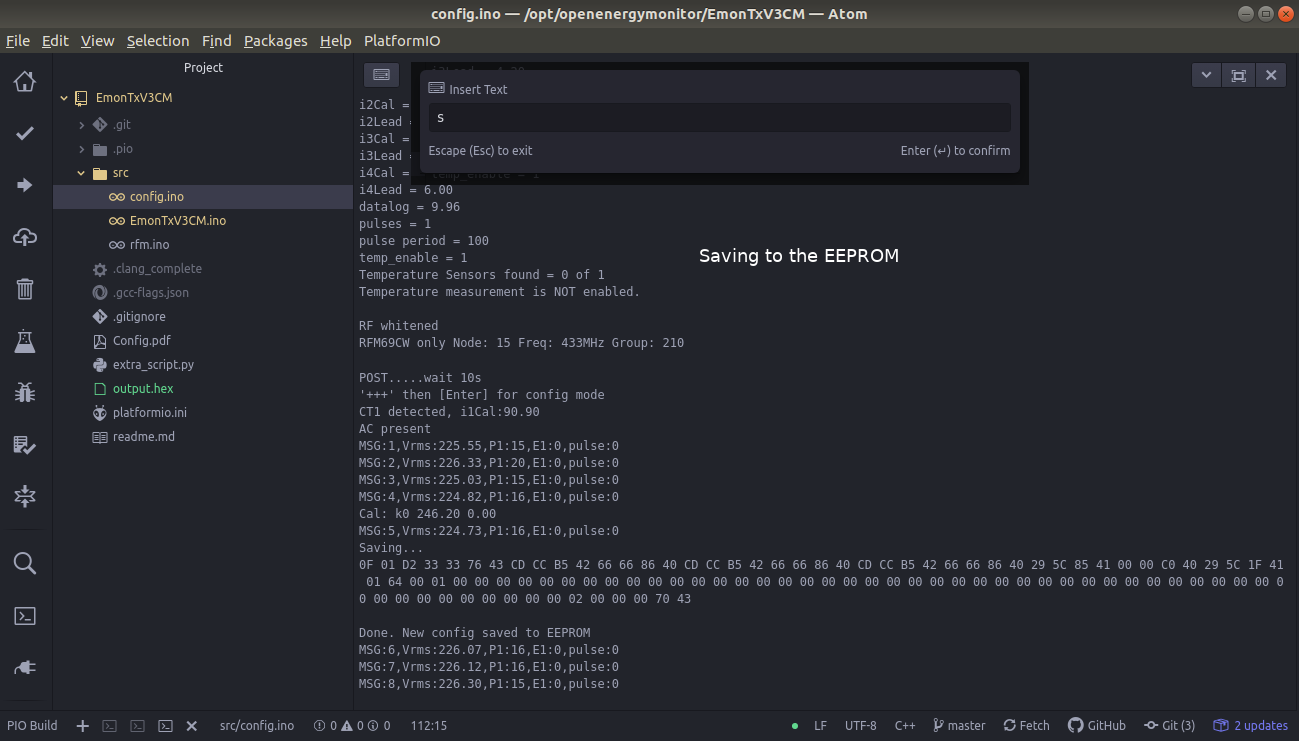 config.ino — /opt/openenergymonitor/EmonTxV3CM — Atom
File Edit View Selection Find Packages Help PlatformIO
Project
EmonTxV3CM
.git
.pio
src
config.ino
EmonTxV3CM.ino
rfm.ino
.clang_complete
.gcc-flags.json
.gitignore
Config.pdf
extra_script.py
output.hex
platformio.ini
readme.md
Insert Text
s
Escape (Esc) to exit Enter (↵) to confirm
i2Cal =
i2Lead
i3Cal =
i3Lead
i4Cal = temp_enable = 1
i4Lead = 6.00
datalog = 9.96
pulses = 1
pulse period = 100
temp_enable = 1
Temperature Sensors found = 0 of 1
Temperature measurement is NOT enabled.
Saving to the EEPROM
RF whitened
RFM69CW only Node: 15 Freq: 433MHz Group: 210
POST.....wait 10s
'+++' then [Enter] for config mode
CT1 detected, i1Cal:90.90
AC present
MSG:1,Vrms:225.55,P1:15,E1:0,pulse:0
MSG:2,Vrms:226.33,P1:20,E1:0,pulse:0
MSG:3,Vrms:225.03,P1:15,E1:0,pulse:0
MSG:4,Vrms:224.82,P1:16,E1:0,pulse:0
Cal: k0 246.20 0.00
MSG:5,Vrms:224.73,P1:16,E1:0,pulse:0
Saving...
0F 01 D2 33 33 76 43 CD CC B5 42 66 66 86 40 CD CC B5 42 66 66 86 40 CD CC B5 42 66 66 86 40 29 5C 85 41 00 00 C0 40 29 5C 1F 41
01 64 00 01 00 00 00 00 00 00 00 00 00 00 00 00 00 00 00 00 00 00 00 00 00 00 00 00 00 00 00 00 00 00 00 00 00 00 00 00 00 00 0
0 00 00 00 00 00 00 00 00 00 00 02 00 00 00 70 43
Done. New config saved to EEPROM
MSG:6,Vrms:226.07,P1:16,E1:0,pulse:0
MSG:7,Vrms:226.12,P1:16,E1:0,pulse:0
MSG:8,Vrms:226.30,P1:15,E1:0,pulse:0
PIO Build src/config.ino 0 0 0 112:15 LF UTF-8 C++ master Fetch GitHub Git (3) 2 updates